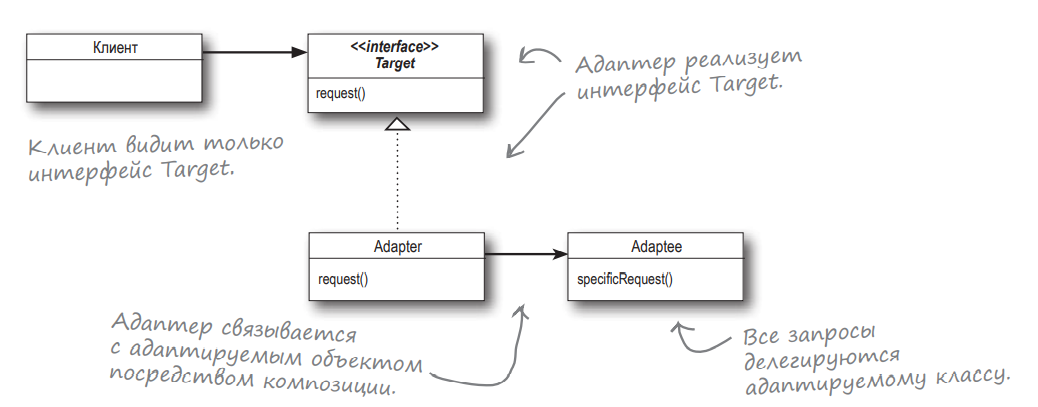 Клиент
<<interface>>
Target
request()
Адаптер реализует
интерфейс Target.
Клиент видит только
интерфейс Target.
Adapter
request()
Adaptee
specificRequest()
Адаптер связывается
с адаптируемым объектом
посредством композиции.
Все запросы
делегируются
адаптируемому классу.